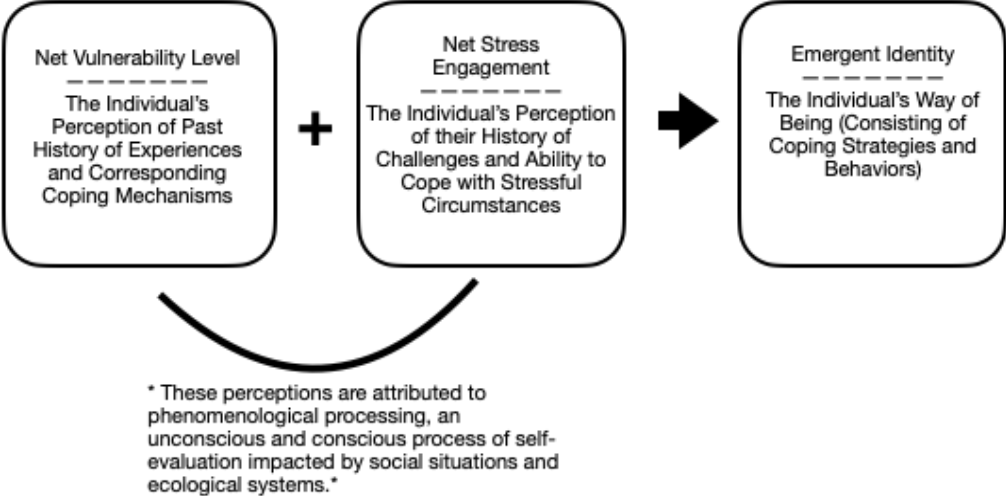 Net Vulnerability Level
_ _ _ _ _ _ _
The Individual's
Perception of Past
History of Experiences
and Corresponding
Coping Mechanisms
+
Net Stress
Engagement
_ _ _ _ _ _ _
The Individual's Perception
of their History of
Challenges and Ability to
Cope with Stressful
Circumstances
Emergent Identity
_ _ _ _ _ _ _
The Individual's Way of
Being (Consisting of
Coping Strategies and
Behaviors)
* These perceptions are attributed to
phenomenological processing, an
unconscious and conscious process of self-
evaluation impacted by social situations and
ecological systems.*